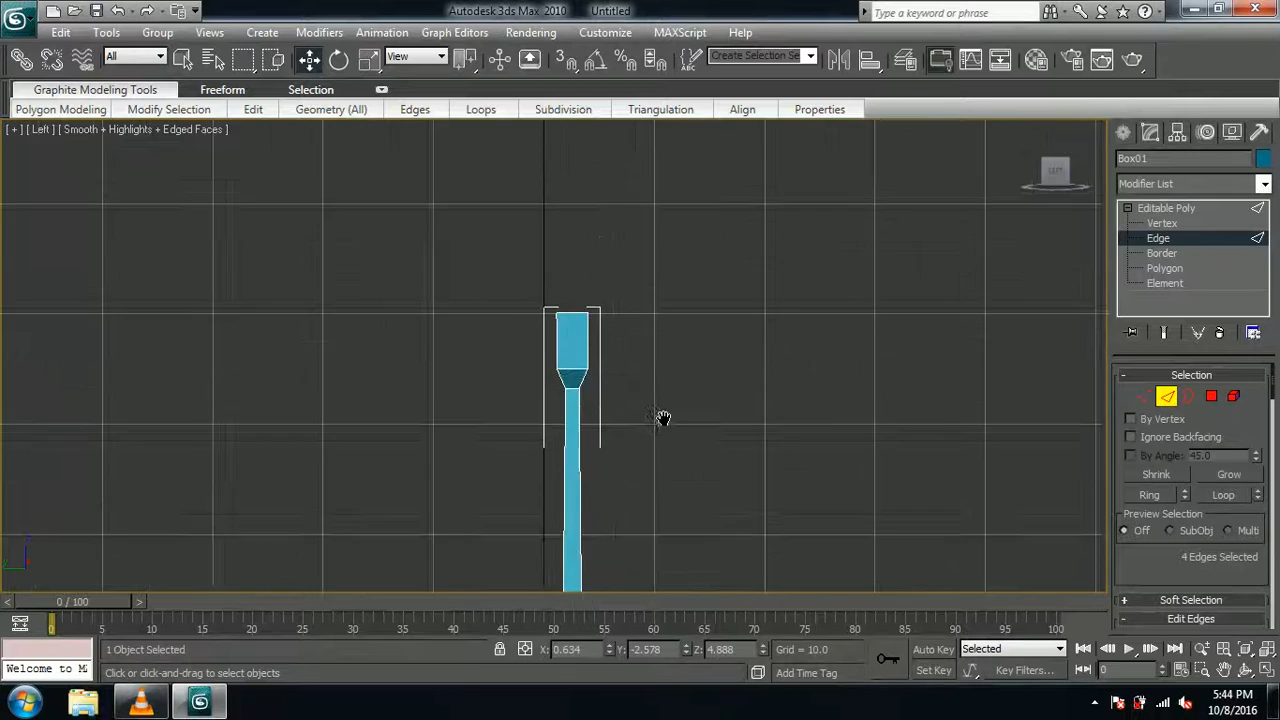 Autodesk 3ds Max 2010 Untitled
Type a keyword or phrase
Edit Tools Group Views Create Modifiers Animation Graph Editors Rendering Customize MAXScript Help
All View Create Selection Se
Graphite Modeling Tools Freeform Selection
Polygon Modeling Modify Selection Edit Geometry (All) Edges Loops Subdivision Triangulation Align Properties
[ + ] [ Left ] [ Smooth + Highlights + Edged Faces ]
LEFT
Box01
Modifier List
Editable Poly
Vertex
Edge
Border
Polygon
Element
- Selection
By Vertex
Ignore Backfacing
By Angle: 45.0
Shrink Grow
Ring Loop
Preview Selection
Off SubObj Multi
4 Edges Selected
+ Soft Selection
- Edit Edges
< 0 / 100 >
0 5 10 15 20 25 30 35 40 45 50 55 60 65 70 75 80 85 90 95 100
1 Object Selected X: 0.634 Y: -2.578 Z: 4.888 Grid = 10.0 Auto Key Selected
Welcome to M Click or click-and-drag to select objects Add Time Tag Set Key Key Filters... 0
5:44 PM
10/8/2016